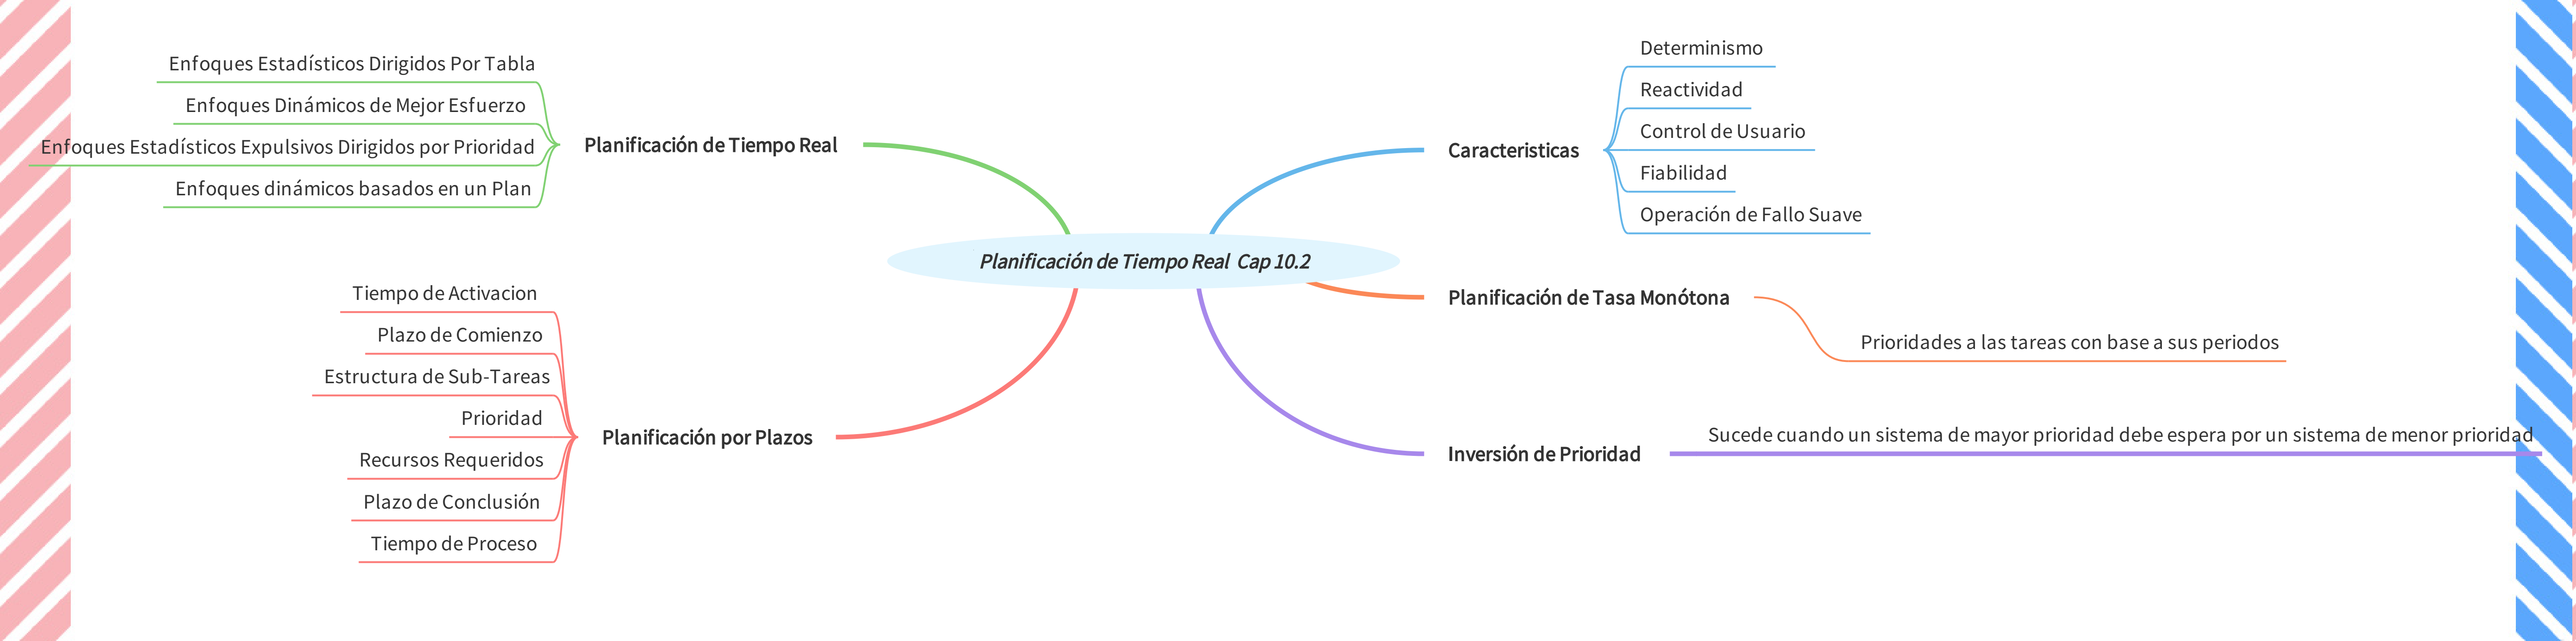 Planificación de Tiempo Real  Cap 10.2
Planificación de Tiempo Real
Enfoques Estadísticos Dirigidos Por Tabla
Enfoques Dinámicos de Mejor Esfuerzo
Enfoques Estadísticos Expulsivos Dirigidos por Prioridad
Enfoques dinámicos basados en un Plan
Planificación por Plazos
Tiempo de Activacion
Plazo de Comienzo
Estructura de Sub-Tareas
Prioridad
Recursos Requeridos
Plazo de Conclusión
Tiempo de Proceso
Caracteristicas
Determinismo
Reactividad
Control de Usuario
Fiabilidad
Operación de Fallo Suave
Planificación de Tasa Monótona
Prioridades a las tareas con base a sus periodos
Inversión de Prioridad
Sucede cuando un sistema de mayor prioridad debe espera por un sistema de menor prioridad